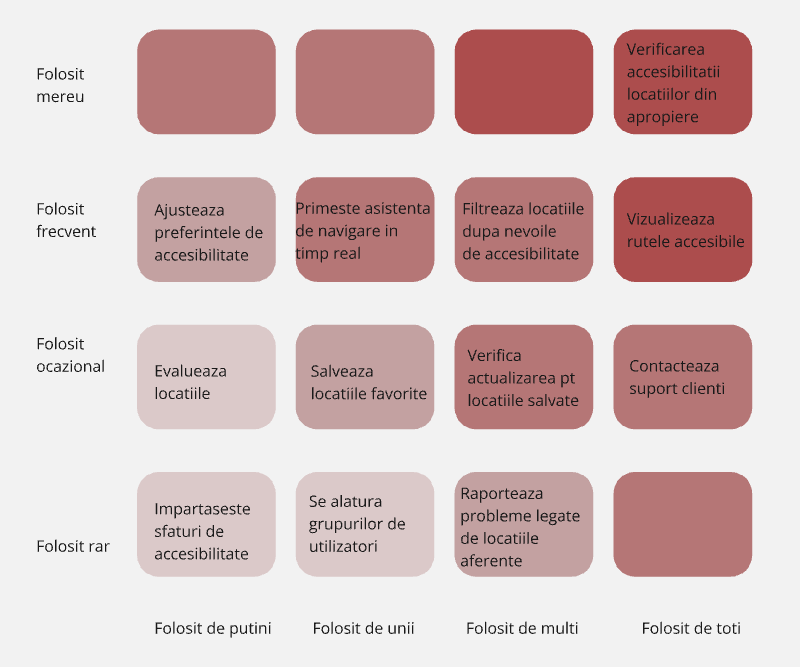 Folosit
mereu
Verificarea
accesibilitatii
locatiilor din
apropiere
Folosit
frecvent
Ajusteaza
preferintele de
accesibilitate
Primeste asistenta
de navigare in
timp real
Filtreaza locatiile
dupa nevoile
de accesibilitate
Vizualizeaza
rutele accesibile
Folosit
ocazional
Evalueaza
locatiile
Salveaza
locatiile favorite
Verifica
actualizarea pt
locatiile salvate
Contacteaza
suport clienti
Folosit rar
Impartaseste
sfaturi de
accesibilitate
Se alatura
grupurilor de
utilizatori
Raporteaza
probleme legate
de locatiile
aferente
Folosit de putini
Folosit de unii
Folosit de multi
Folosit de toti